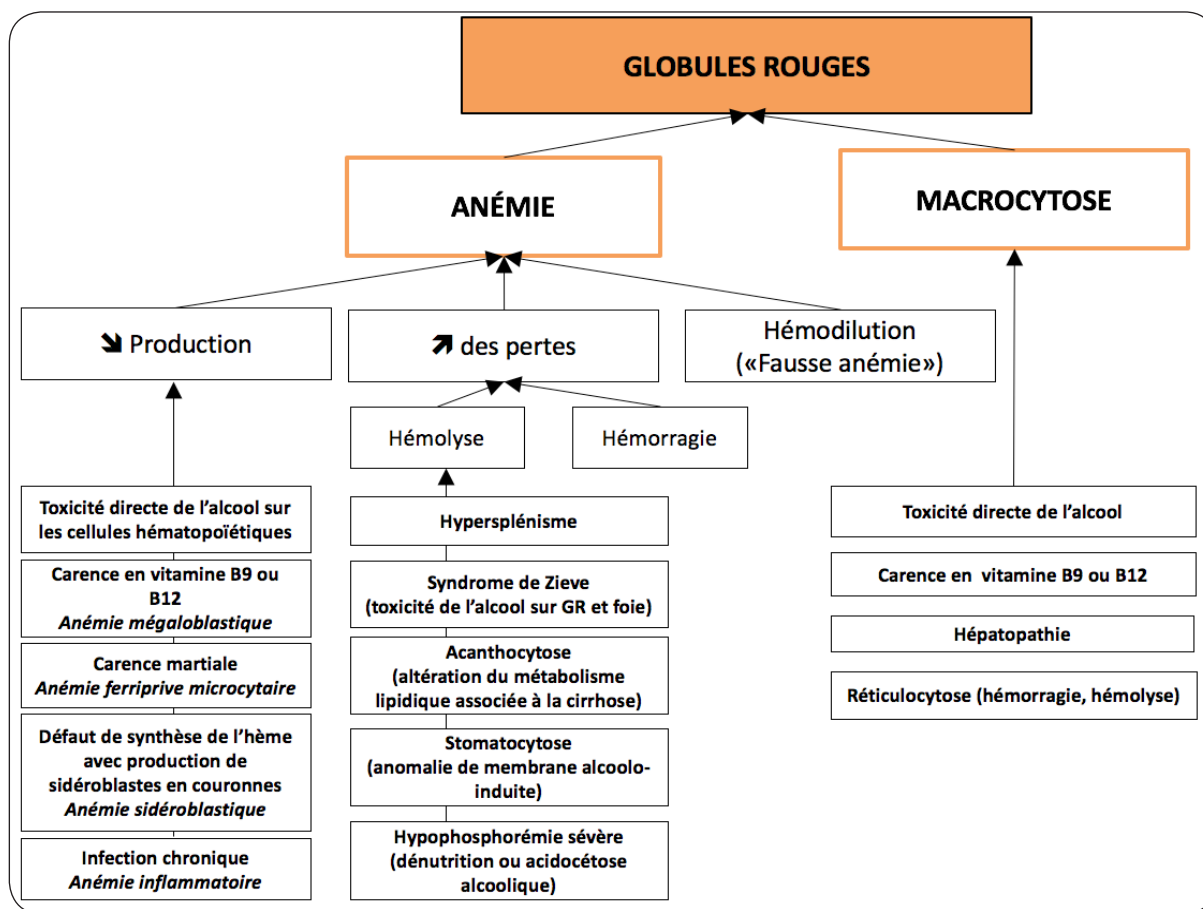 GLOBULES ROUGES
ANÉMIE
MACROCYTOSE
➘ Production
➚ des pertes
Hémodilution
(«Fausse anémie»)
Hémolyse
Hémorragie
Toxicité directe de l’alcool sur
les cellules hématopoïétiques
Carence en vitamine B9 ou
B12
Anémie mégaloblastique
Carence martiale
Anémie ferriprive microcytaire
Défaut de synthèse de l’hème
avec production de
sidéroblastes en couronnes
Anémie sidéroblastique
Infection chronique
Anémie inflammatoire
Hypersplénisme
Syndrome de Zieve
(toxicité de l’alcool sur GR et foie)
Acanthocytose
(altération du métabolisme
lipidique associée à la cirrhose)
Stomatocytose
(anomalie de membrane alcoolo-
induite)
Hypophosphorémie sévère
(dénutrition ou acidocétose
alcoolique)
Toxicité directe de l’alcool
Carence en vitamine B9 ou B12
Hépatopathie
Réticulocytose (hémorragie, hémolyse)